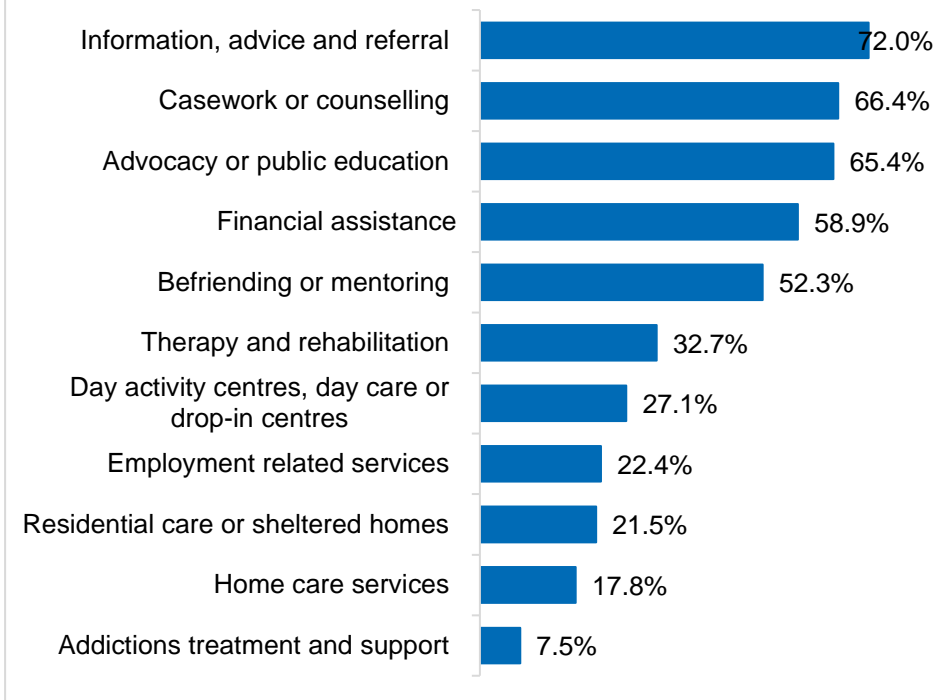 Information, advice and referral 72.0%
Casework or counselling 66.4%
Advocacy or public education 65.4%
Financial assistance 58.9%
Befriending or mentoring 52.3%
Therapy and rehabilitation 32.7%
Day activity centres, day care or
drop-in centres 27.1%
Employment related services 22.4%
Residential care or sheltered homes 21.5%
Home care services 17.8%
Addictions treatment and support 7.5%